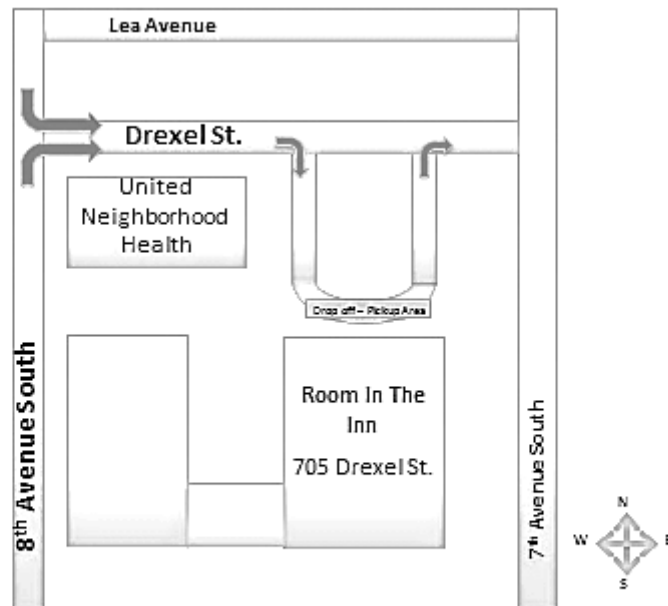 Lea Avenue
Drexel St.
United
Neighborhood
Health
Drop off – Pickup Area
Room In The
Inn
705 Drexel St.
8th Avenue South
7th Avenue South
N
W
E
S